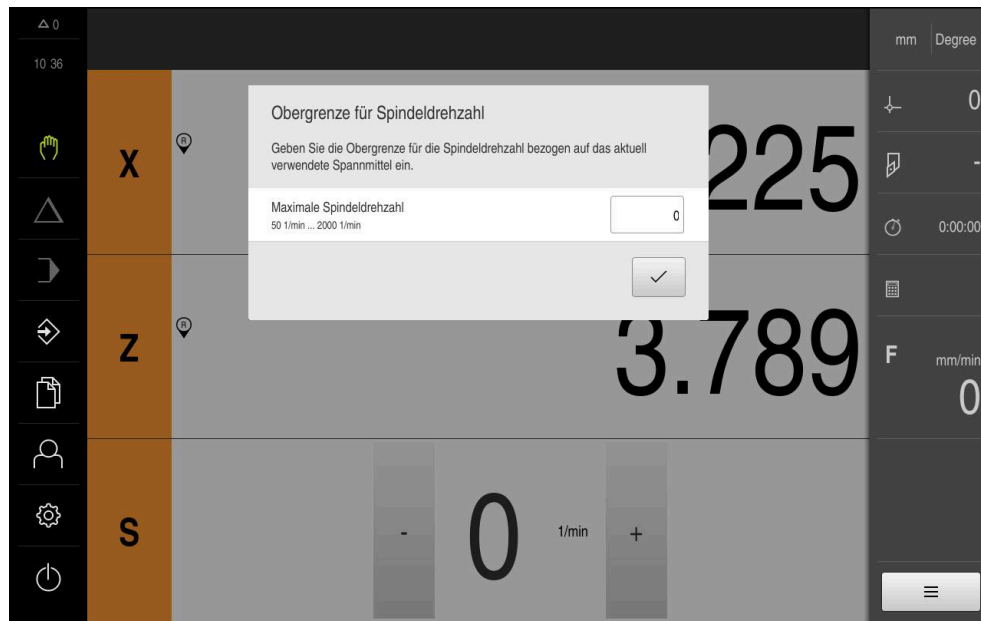 0
10 36
mm Degree
Obergrenze für Spindeldrehzahl
Geben Sie die Obergrenze für die Spindeldrehzahl bezogen auf das aktuell
verwendete Spannmittel ein.
Maximale Spindeldrehzahl
50 1/min ... 2000 1/min
0
X
R
225
0
-
0:00:00
Z
R
3.789
F
mm/min
0
S
-
0
1/min
+